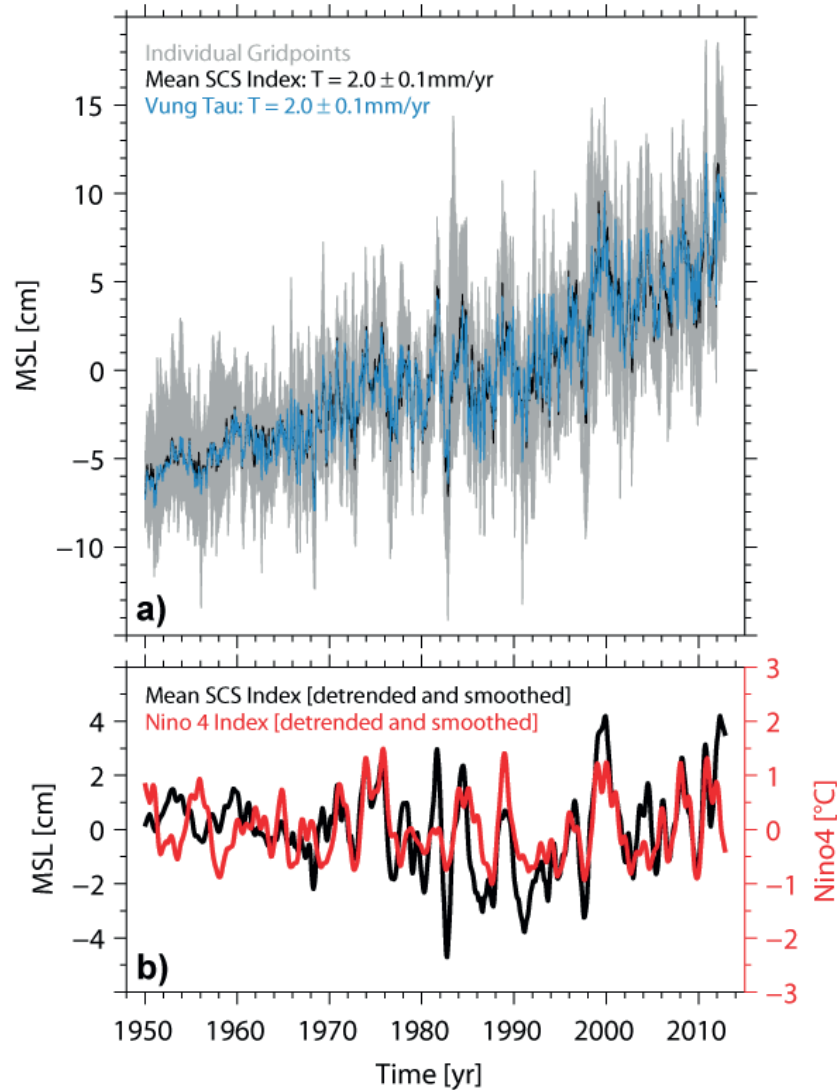 Individual Gridpoints
Mean SCS Index: T = 2.0 ± 0.1mm/yr
Vung Tau: T = 2.0 ± 0.1mm/yr
15
10
5
0
−5
−10
MSL [cm]
a)
Mean SCS Index [detrended and smoothed]
Nino 4 Index [detrended and smoothed]
4
2
0
−2
−4
MSL [cm]
3
2
1
0
−1
−2
−3
Nino4 [°C]
b)
1950 1960 1970 1980 1990 2000 2010
Time [yr]